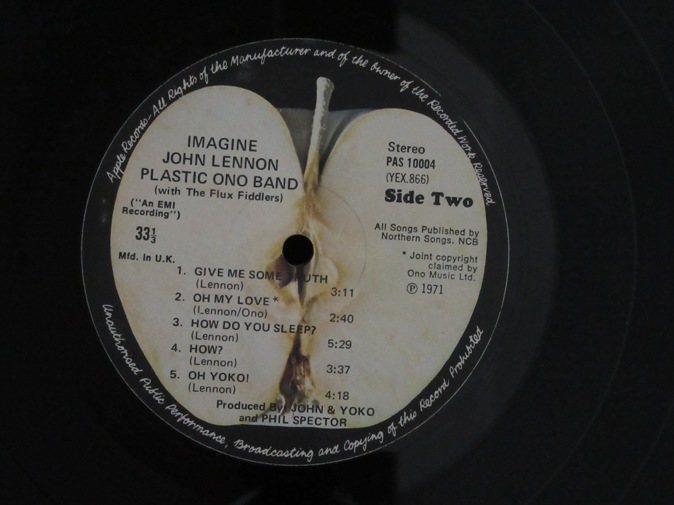 Apple Records-All Rights of the Manufacturer and of the Owner of the Recorded Work Reserved
IMAGINE
JOHN LENNON
PLASTIC ONO BAND
(with The Flux Fiddlers)
("An EMI
Recording")
33⅓
Mfd. In U.K.
Stereo
PAS 10004
(YEX.866)
Side Two
All Songs Published by
Northern Songs. NCB
* Joint copyright
claimed by
Ono Music Ltd.
Ⓟ 1971
1. GIVE ME SOME TRUTH
(Lennon) 3:11
2. OH MY LOVE *
(Lennon/Ono) 2:40
3. HOW DO YOU SLEEP?
(Lennon) 5:29
4. HOW?
(Lennon) 3:37
5. OH YOKO!
(Lennon) 4:18
Produced By: JOHN & YOKO
and PHIL SPECTOR
Unauthorised Public Performance, Broadcasting and Copying of this Record Prohibited